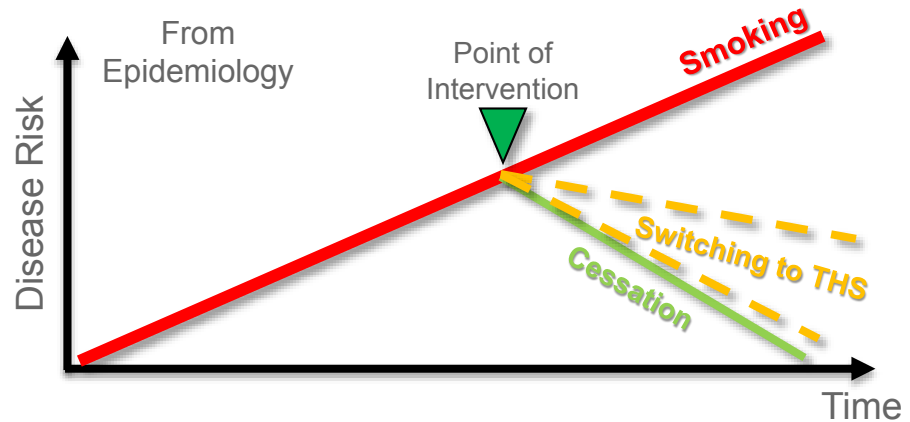 From
Epidemiology
Point of
Intervention
Smoking
Disease Risk
Switching to THS
Cessation
Time